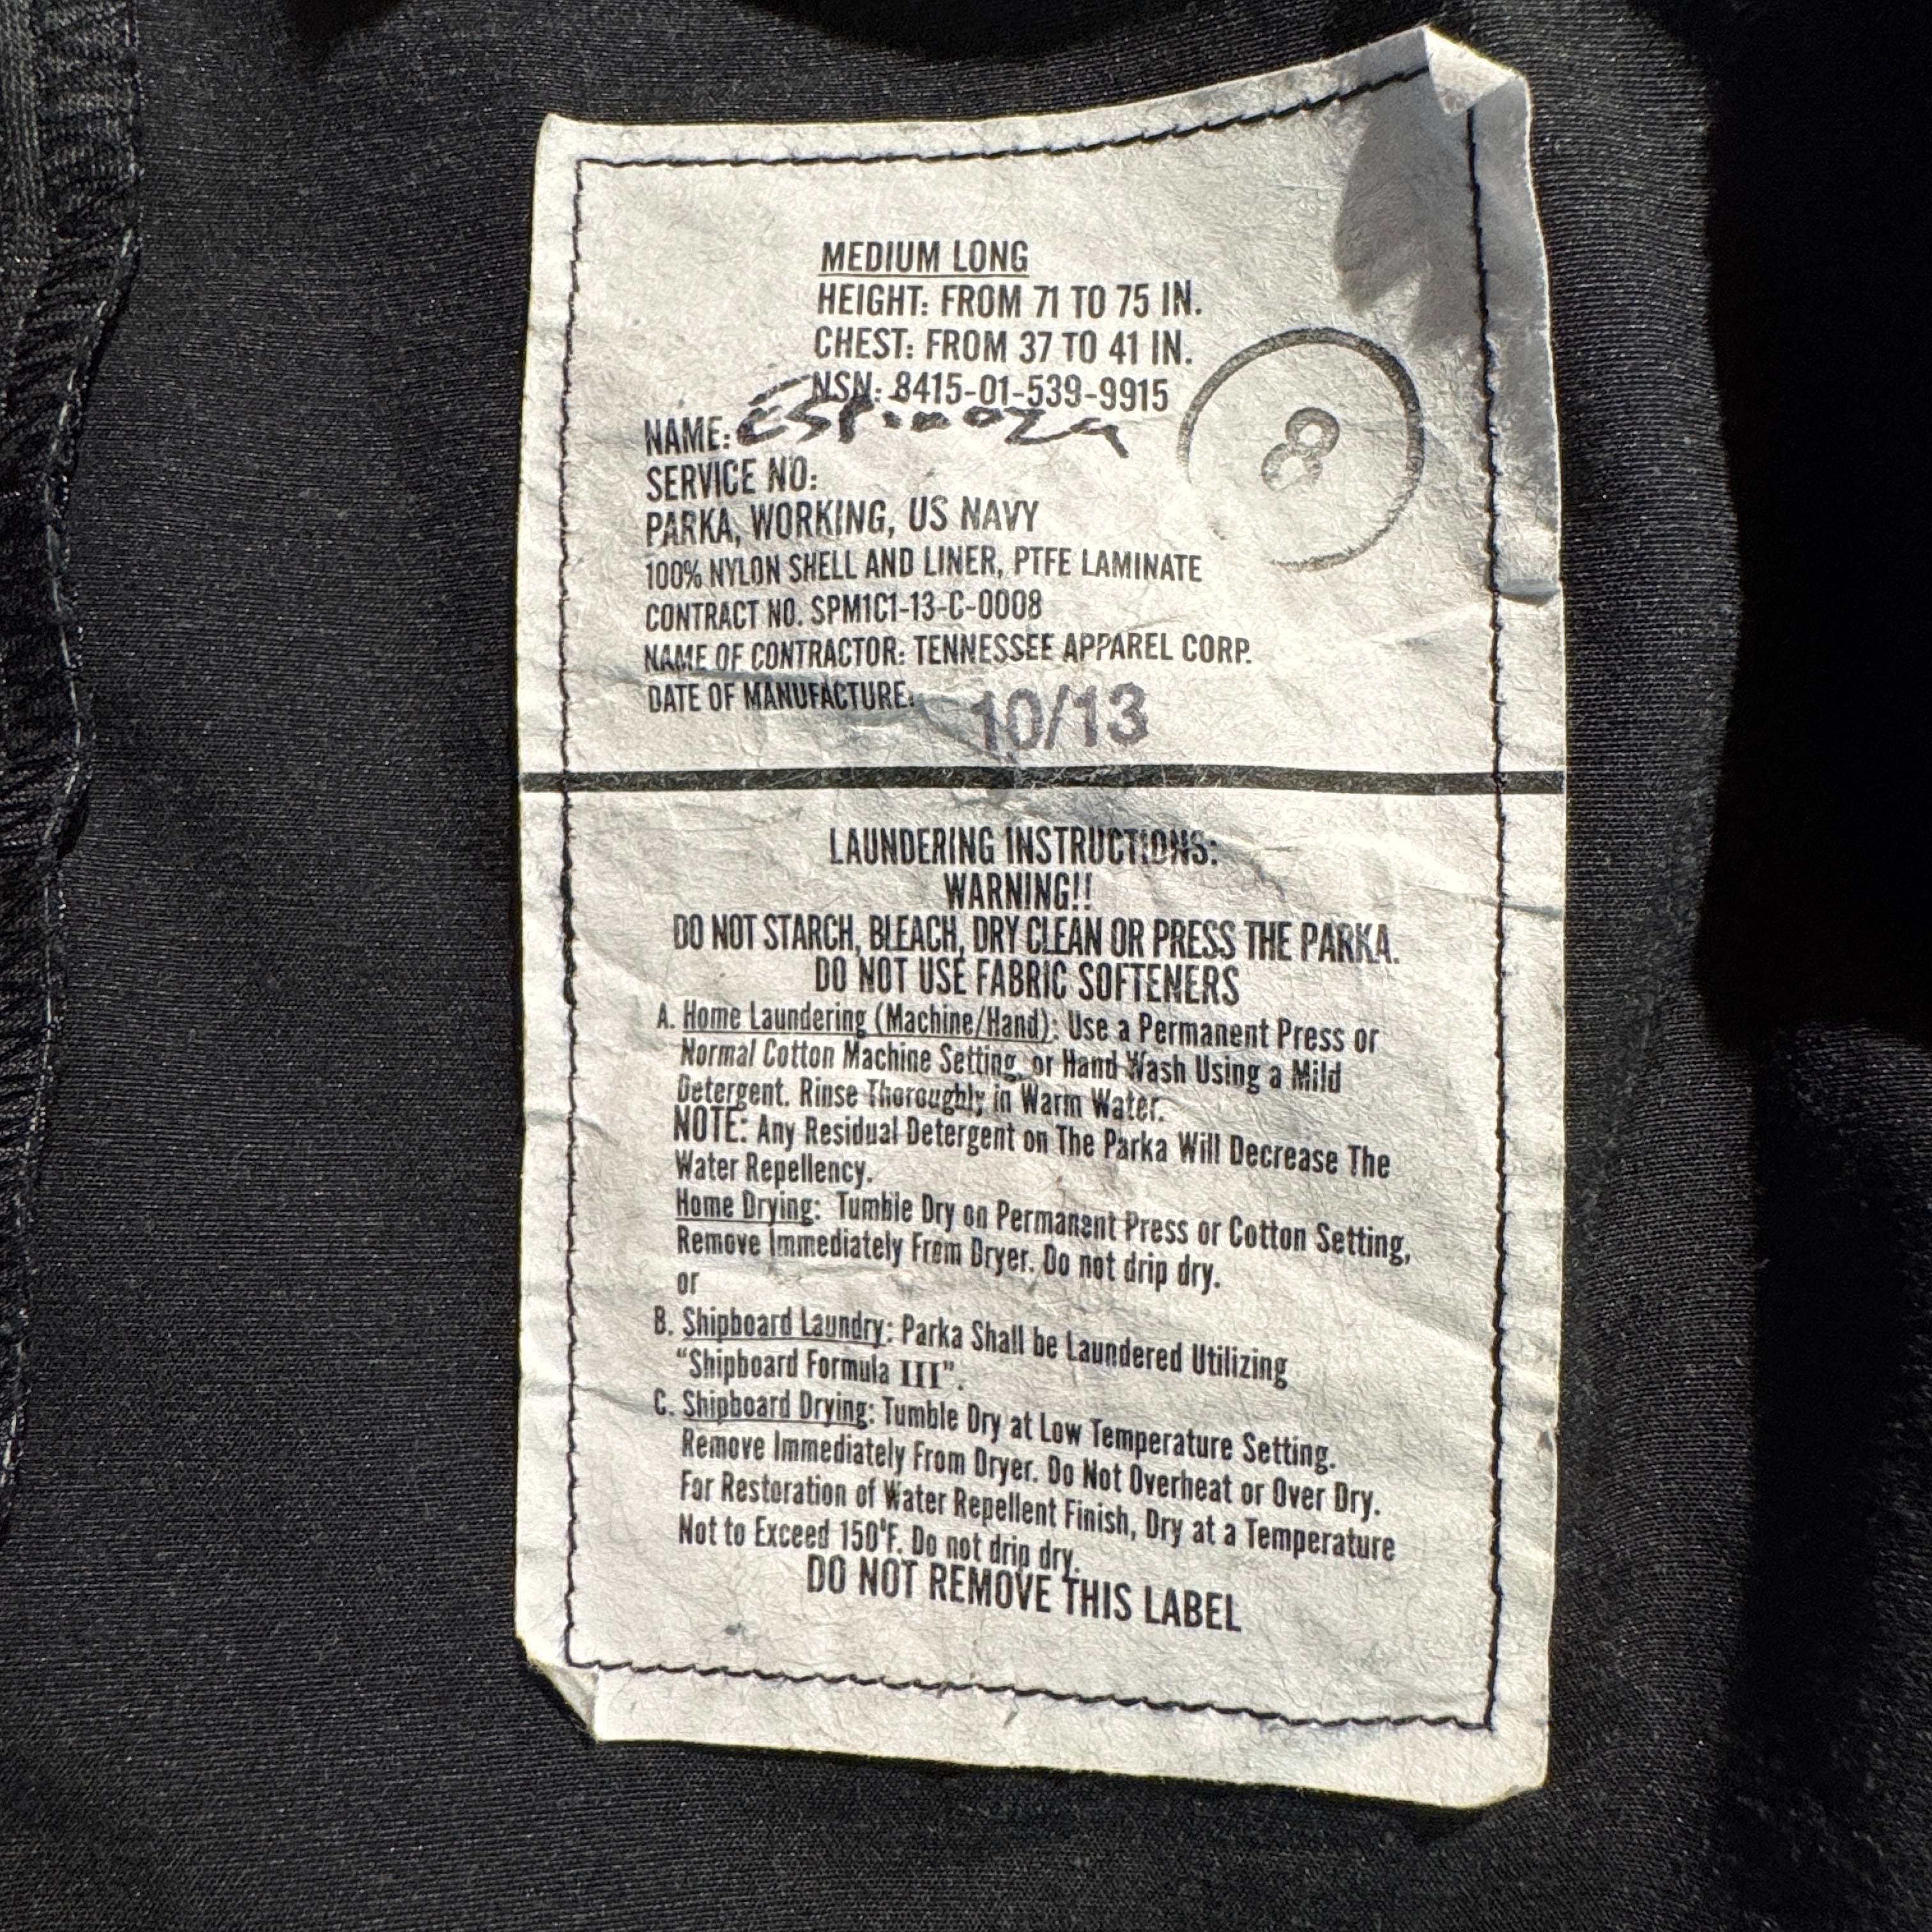 MEDIUM LONG
HEIGHT: FROM 71 TO 75 IN.
CHEST: FROM 37 TO 41 IN.
NSN: 8415-01-539-9915
8
NAME: Espinoza
SERVICE NO:
PARKA, WORKING, US NAVY
100% NYLON SHELL AND LINER, PTFE LAMINATE
CONTRACT NO. SPM1C1-13-C-0008
NAME OF CONTRACTOR: TENNESSEE APPAREL CORP.
DATE OF MANUFACTURE: 10/13
LAUNDERING INSTRUCTIONS:
WARNING!!
DO NOT STARCH, BLEACH, DRY CLEAN OR PRESS THE PARKA.
DO NOT USE FABRIC SOFTENERS
A. Home Laundering (Machine/Hand): Use a Permanent Press or
Normal Cotton Machine Setting, or Hand Wash Using a Mild
Detergent. Rinse Thoroughly in Warm Water.
NOTE: Any Residual Detergent on The Parka Will Decrease The
Water Repellency.
Home Drying: Tumble Dry on Permanent Press or Cotton Setting,
Remove Immediately From Dryer. Do not drip dry.
or
B. Shipboard Laundry: Parka Shall be Laundered Utilizing
"Shipboard Formula III".
C. Shipboard Drying: Tumble Dry at Low Temperature Setting.
Remove Immediately From Dryer. Do Not Overheat or Over Dry.
For Restoration of Water Repellent Finish, Dry at a Temperature
Not to Exceed 150°F. Do not drip dry.
DO NOT REMOVE THIS LABEL